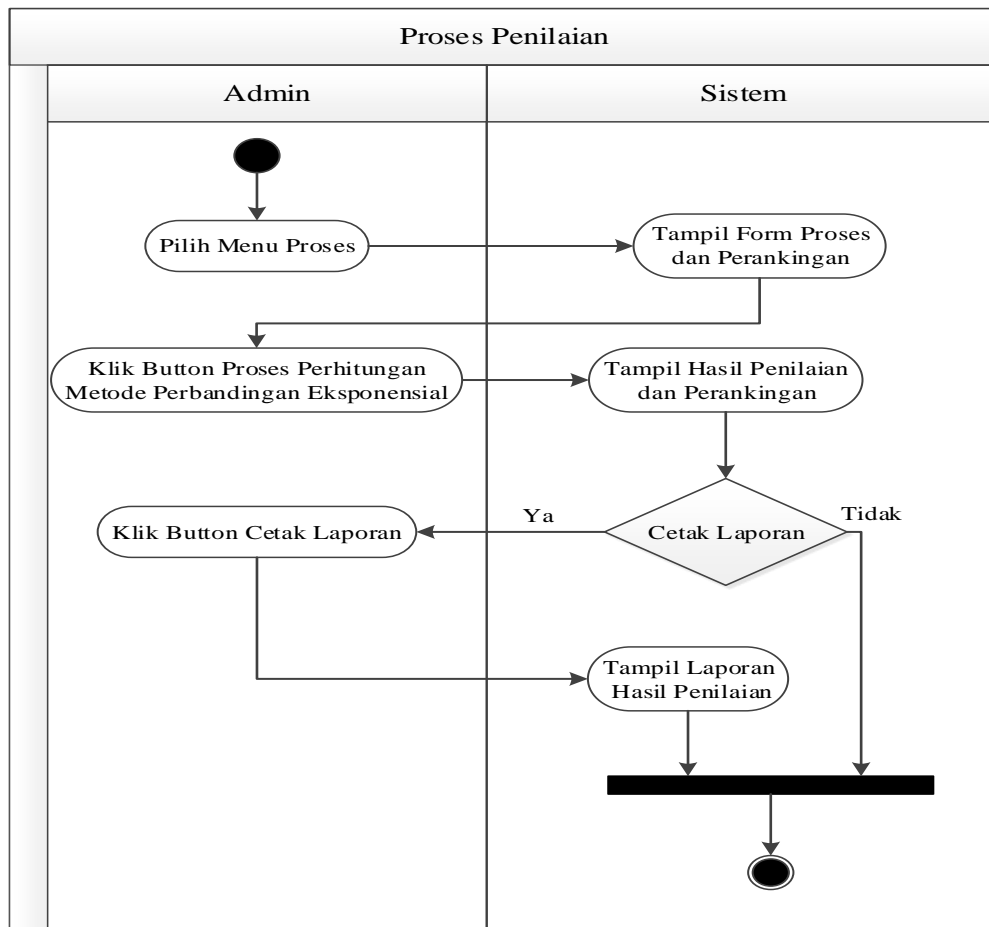 Proses Penilaian
Admin
Sistem
Pilih Menu Proses
Tampil Form Proses
dan Perankingan
Klik Button Proses Perhitungan
Metode Perbandingan Eksponensial
Tampil Hasil Penilaian
dan Perankingan
Klik Button Cetak Laporan
Ya
Cetak Laporan
Tidak
Tampil Laporan
Hasil Penilaian